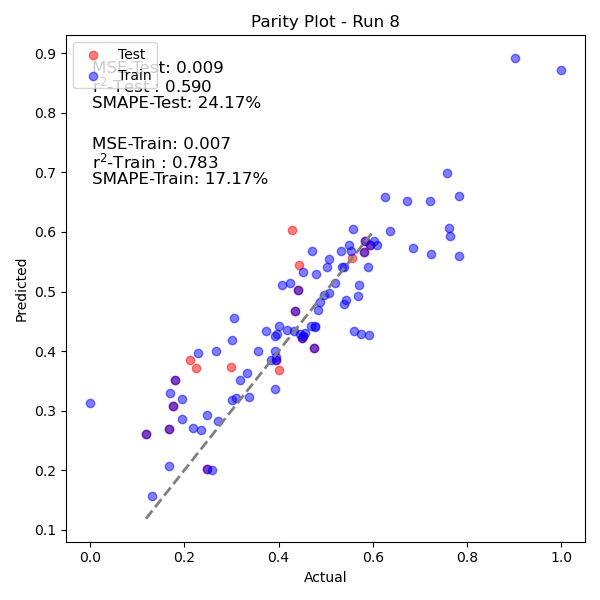 Parity Plot - Run 8
Test
Train
MSE-Test: 0.009
r²-Test : 0.590
SMAPE-Test: 24.17%
MSE-Train: 0.007
r²-Train : 0.783
SMAPE-Train: 17.17%
Predicted
0.9
0.8
0.7
0.6
0.5
0.4
0.3
0.2
0.1
0.0 0.2 0.4 0.6 0.8 1.0
Actual